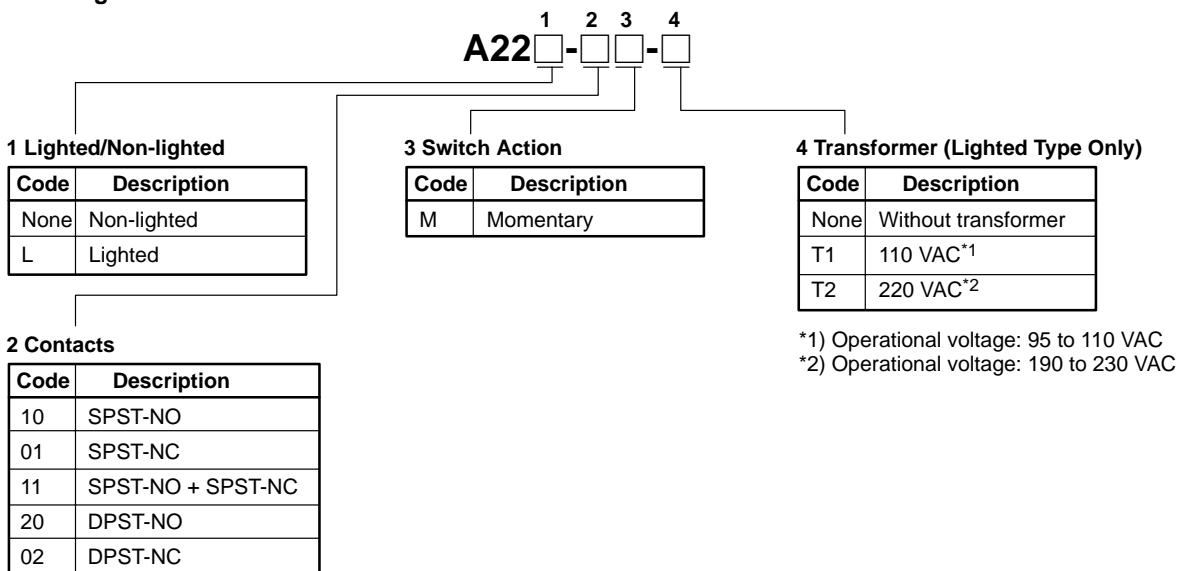 1 2 3 4
A22□-□□-□
1 Lighted/Non-lighted
Code Description
None Non-lighted
L Lighted
3 Switch Action
Code Description
M Momentary
4 Transformer (Lighted Type Only)
Code Description
None Without transformer
T1 110 VAC*1
T2 220 VAC*2
*1) Operational voltage: 95 to 110 VAC
*2) Operational voltage: 190 to 230 VAC
2 Contacts
Code Description
10 SPST-NO
01 SPST-NC
11 SPST-NO + SPST-NC
20 DPST-NO
02 DPST-NC